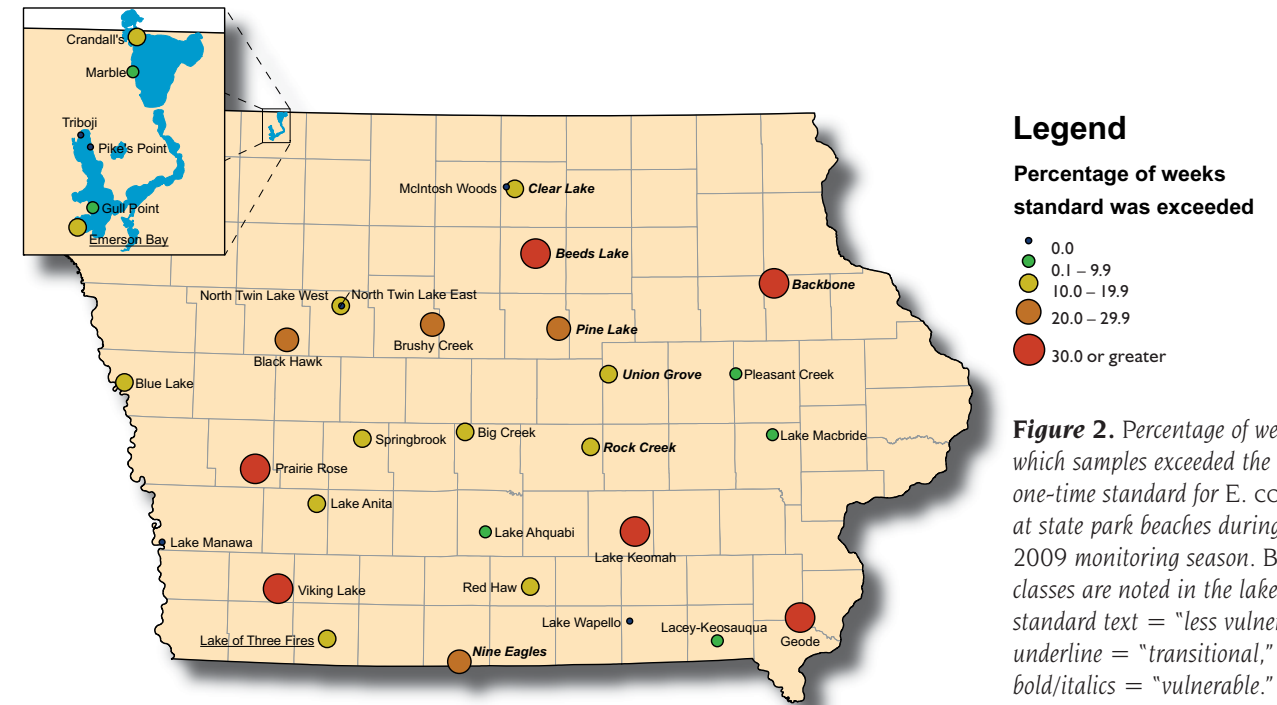 Crandall's
Marble
Triboji
Pike's Point
Gull Point
Emerson Bay
McIntosh Woods
Clear Lake
Beeds Lake
Backbone
North Twin Lake West
North Twin Lake East
Pine Lake
Brushy Creek
Black Hawk
Blue Lake
Union Grove
Pleasant Creek
Springbrook
Big Creek
Rock Creek
Lake Macbride
Prairie Rose
Lake Anita
Lake Ahquabi
Lake Manawa
Lake Keomah
Viking Lake
Red Haw
Lake Wapello
Lacey-Keosauqua
Geode
Lake of Three Fires
Nine Eagles
Legend
Percentage of weeks
standard was exceeded
0.0
0.1 – 9.9
10.0 – 19.9
20.0 – 29.9
30.0 or greater
Figure 2. Percentage of we
which samples exceeded the
one-time standard for E. CO
at state park beaches during
2009 monitoring season. B
classes are noted in the lake
standard text = "less vulner
underline = "transitional,"
bold/italics = "vulnerable."